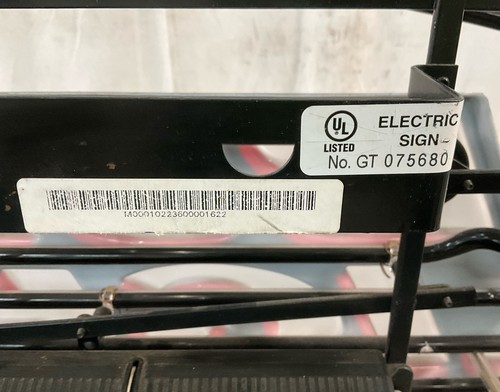 UL
LISTED
ELECTRIC
SIGN
No. GT 075680
M00010223600001622